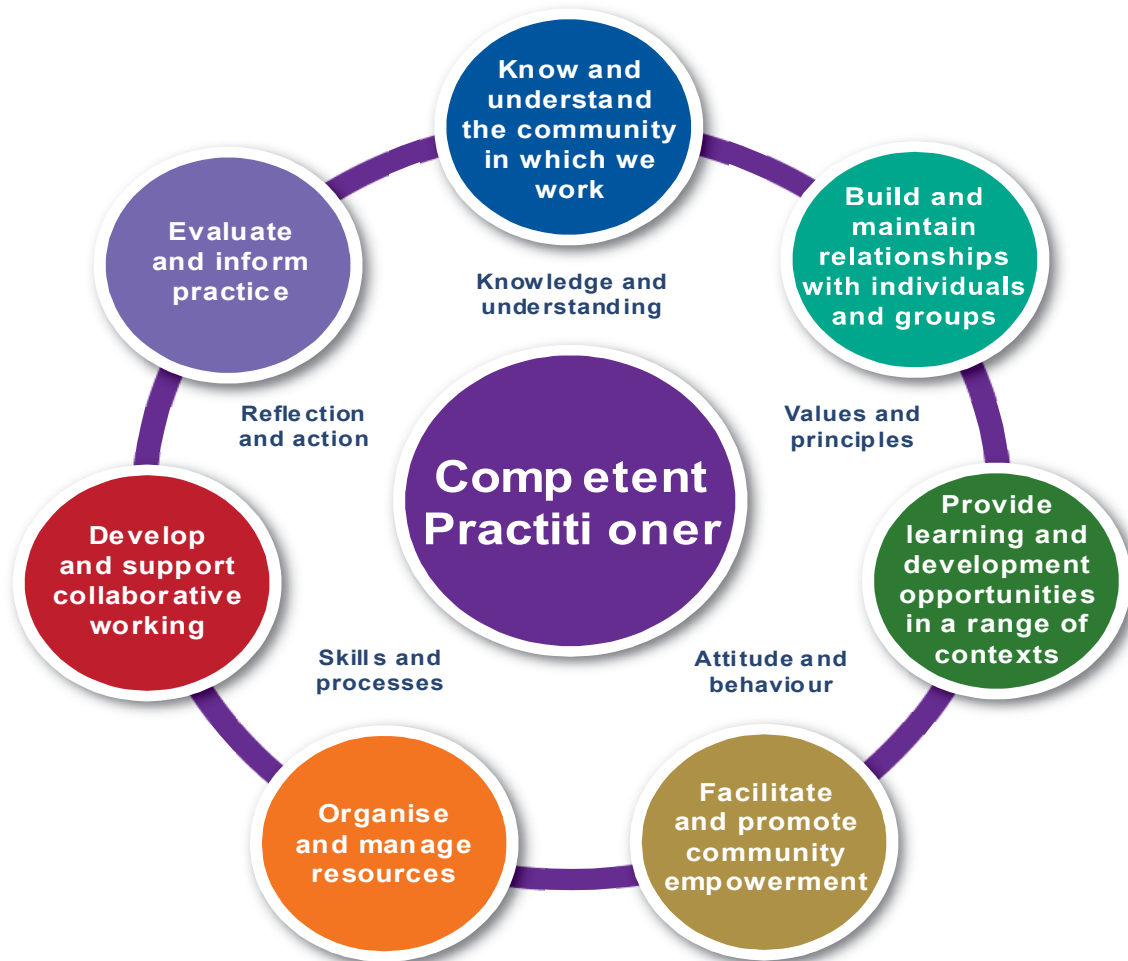 Know and
understand
the community
in which we
work
Build and
maintain
relationships
with individuals
and groups
Provide
learning and
development
opportunities
in a range of
contexts
Facilitate
and promote
community
empowerment
Organise
and manage
resources
Develop
and support
collaborative
working
Evaluate
and inform
practice
Knowledge and
understanding
Values and
principles
Attitude and
behaviour
Skills and
processes
Reflection
and action
Comp etent
Practiti oner